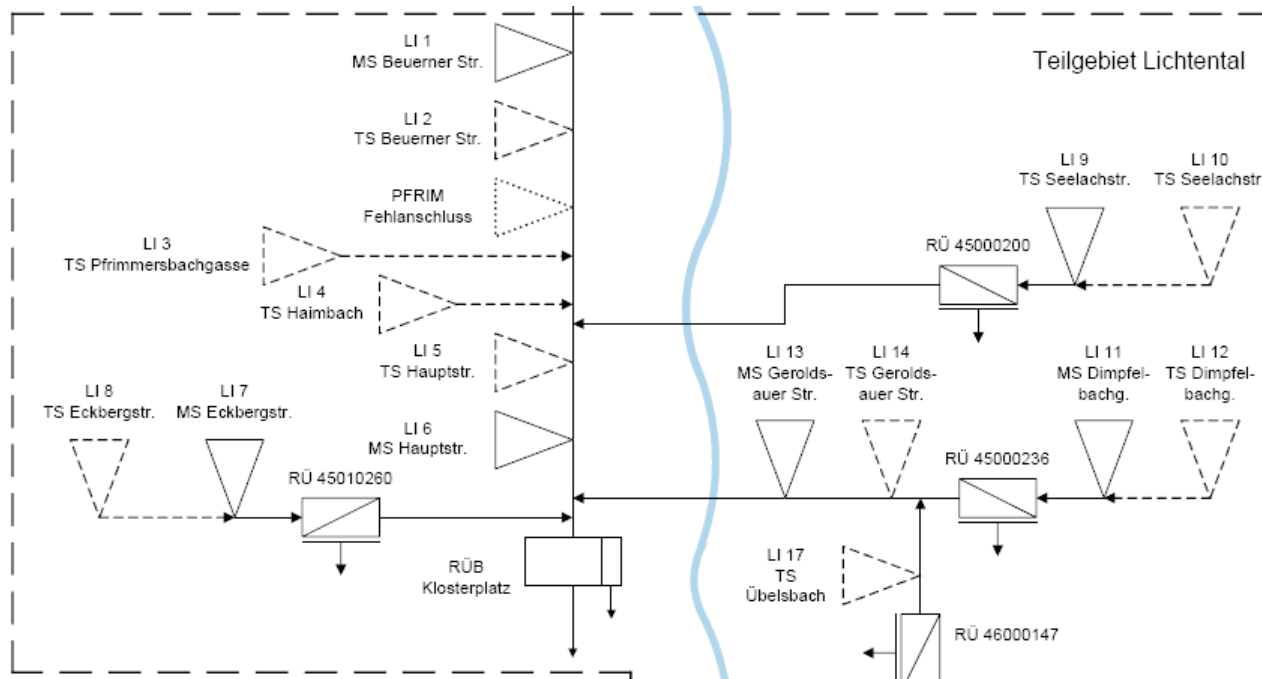 LI 1
MS Beuerner Str.
Teilgebiet Lichtental
LI 2
TS Beuerner Str.
LI 9
TS Seelachstr.
LI 10
TS Seelachstr.
PFRIM
Fehlanschluss
LI 3
TS Pfrimmersbachgasse
RÜ 45000200
LI 4
TS Haimbach
LI 5
TS Hauptstr.
LI 13
MS Gerolds-
auer Str.
LI 14
TS Gerolds-
auer Str.
LI 11
MS Dimpfel-
bachg.
LI 12
TS Dimpfel-
bachg.
LI 8
TS Eckbergstr.
LI 7
MS Eckbergstr.
LI 6
MS Hauptstr.
RÜ 45010260
RÜ 45000236
RÜB
Klosterplatz
LI 17
TS
Übelsbach
RÜ 46000147